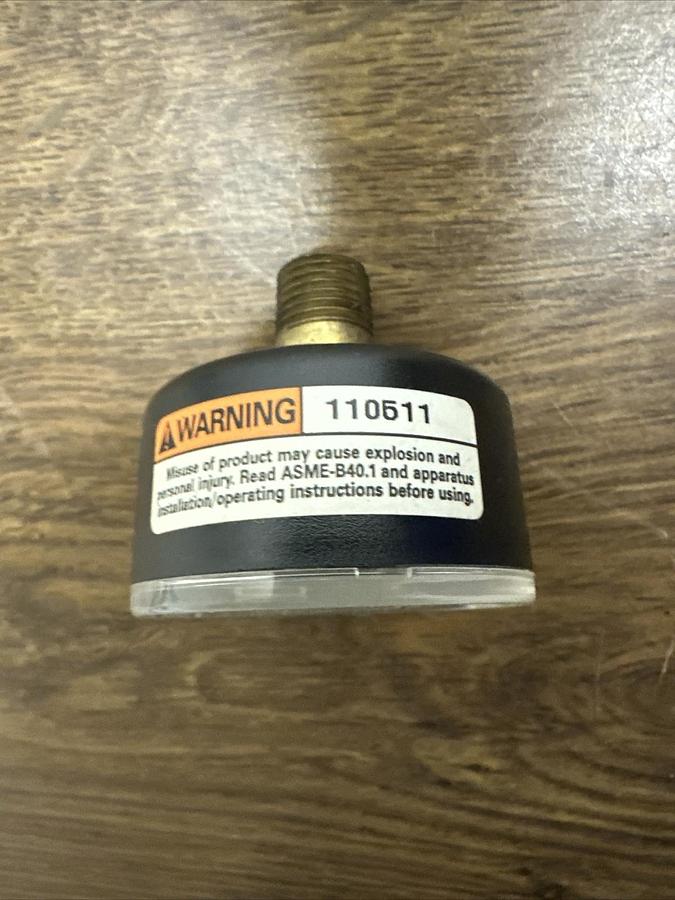 WARNING 110511
Misuse of product may cause explosion and
personal injury. Read ASME-B40.1 and apparatus
installation/operating instructions before using.